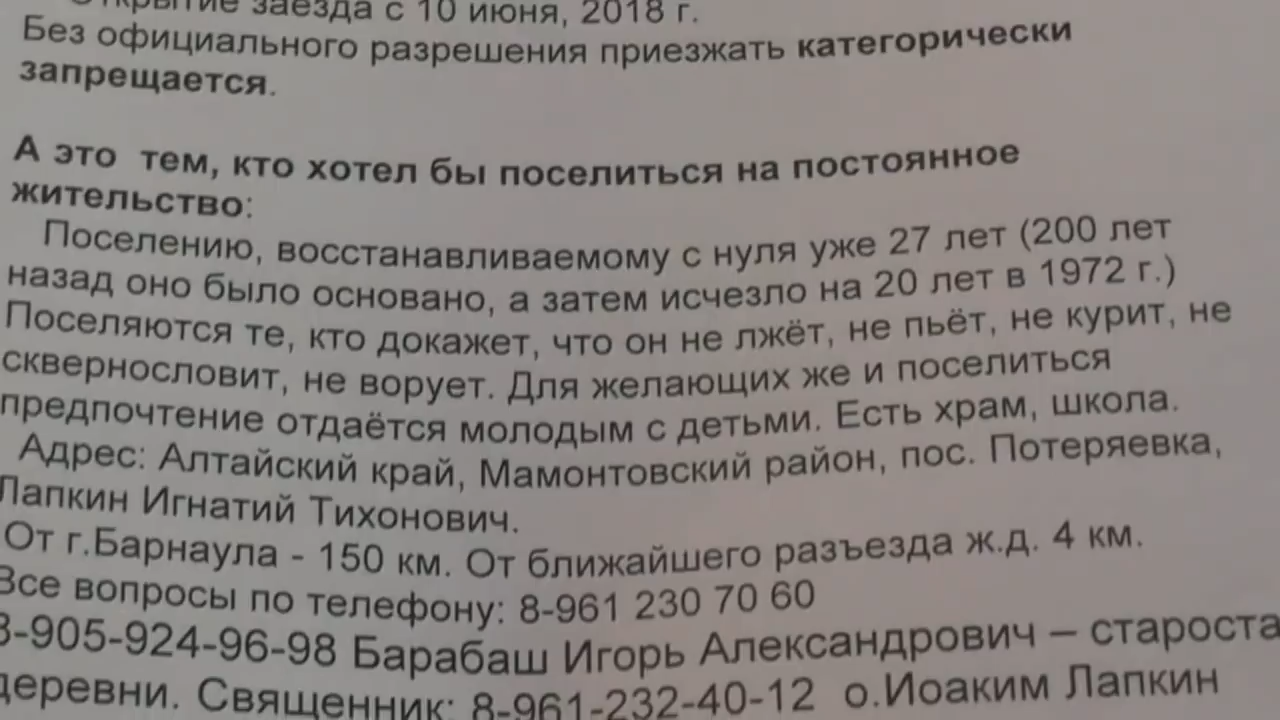 Открытие заезда с 10 июня, 2018 г.
Без официального разрешения приезжать категорически
запрещается.
А это тем, кто хотел бы поселиться на постоянное
жительство:
Поселению, восстанавливаемому с нуля уже 27 лет (200 лет
назад оно было основано, а затем исчезло на 20 лет в 1972 г.)
Поселяются те, кто докажет, что он не лжёт, не пьёт, не курит, не
сквернословит, не ворует. Для желающих же и поселиться
предпочтение отдаётся молодым с детьми. Есть храм, школа.
Адрес: Алтайский край, Мамонтовский район, пос. Потеряевка,
Лапкин Игнатий Тихонович.
От г.Барнаула - 150 км. От ближайшего разъезда ж.д. 4 км.
Все вопросы по телефону: 8-961 230 70 60
8-905-924-96-98 Барабаш Игорь Александрович – староста
деревни. Священник: 8-961-232-40-12 о.Иоаким Лапкин